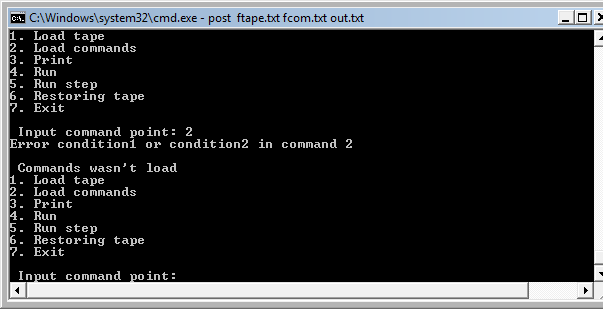 C:\Windows\system32\cmd.exe - post ftape.txt fcom.txt out.txt
1. Load tape
2. Load commands
3. Print
4. Run
5. Run step
6. Restoring tape
7. Exit
Input command point: 2
Error condition1 or condition2 in command 2
Commands wasn't load
1. Load tape
2. Load commands
3. Print
4. Run
5. Run step
6. Restoring tape
7. Exit
Input command point: